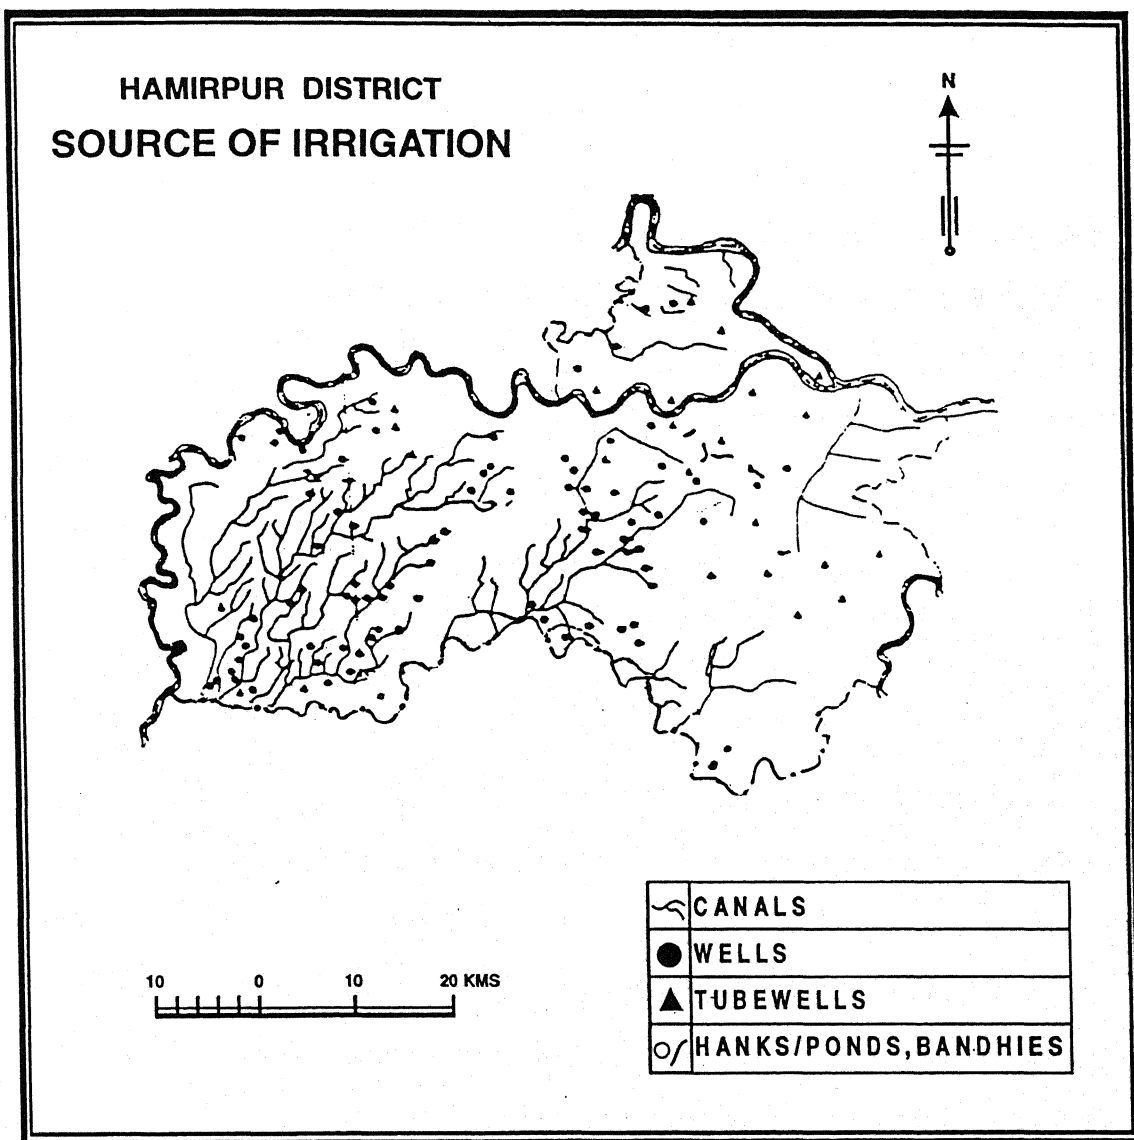 HAMIRPUR DISTRICT
SOURCE OF IRRIGATION
N
CANALS
WELLS
TUBEWELLS
HANKS/PONDS,BANDHIES
10 0 10 20 KMS